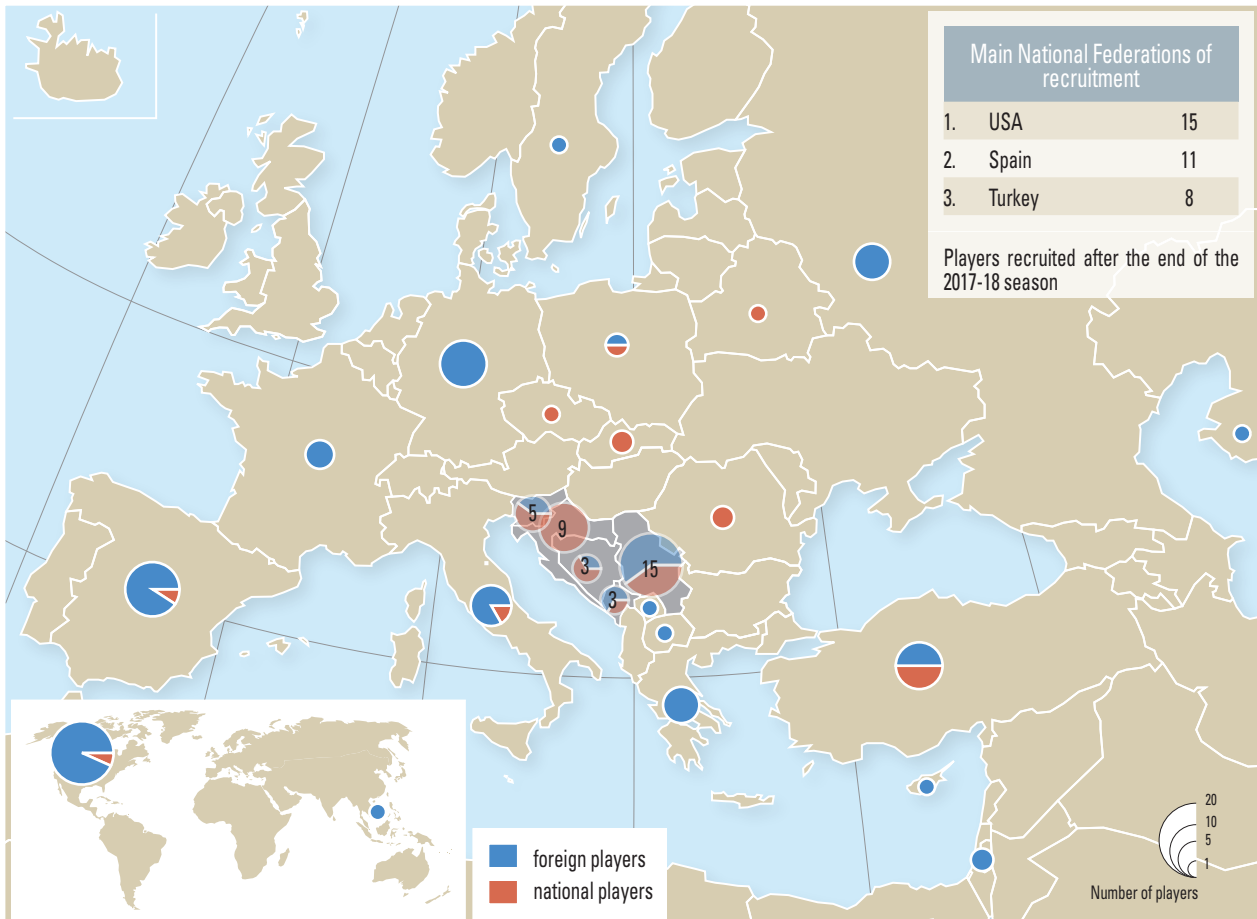 Main National Federations of
recruitment
1. USA 15
2. Spain 11
3. Turkey 8
Players recruited after the end of the
2017-18 season
5
9
3
15
3
foreign players
national players
20
10
5
1
Number of players